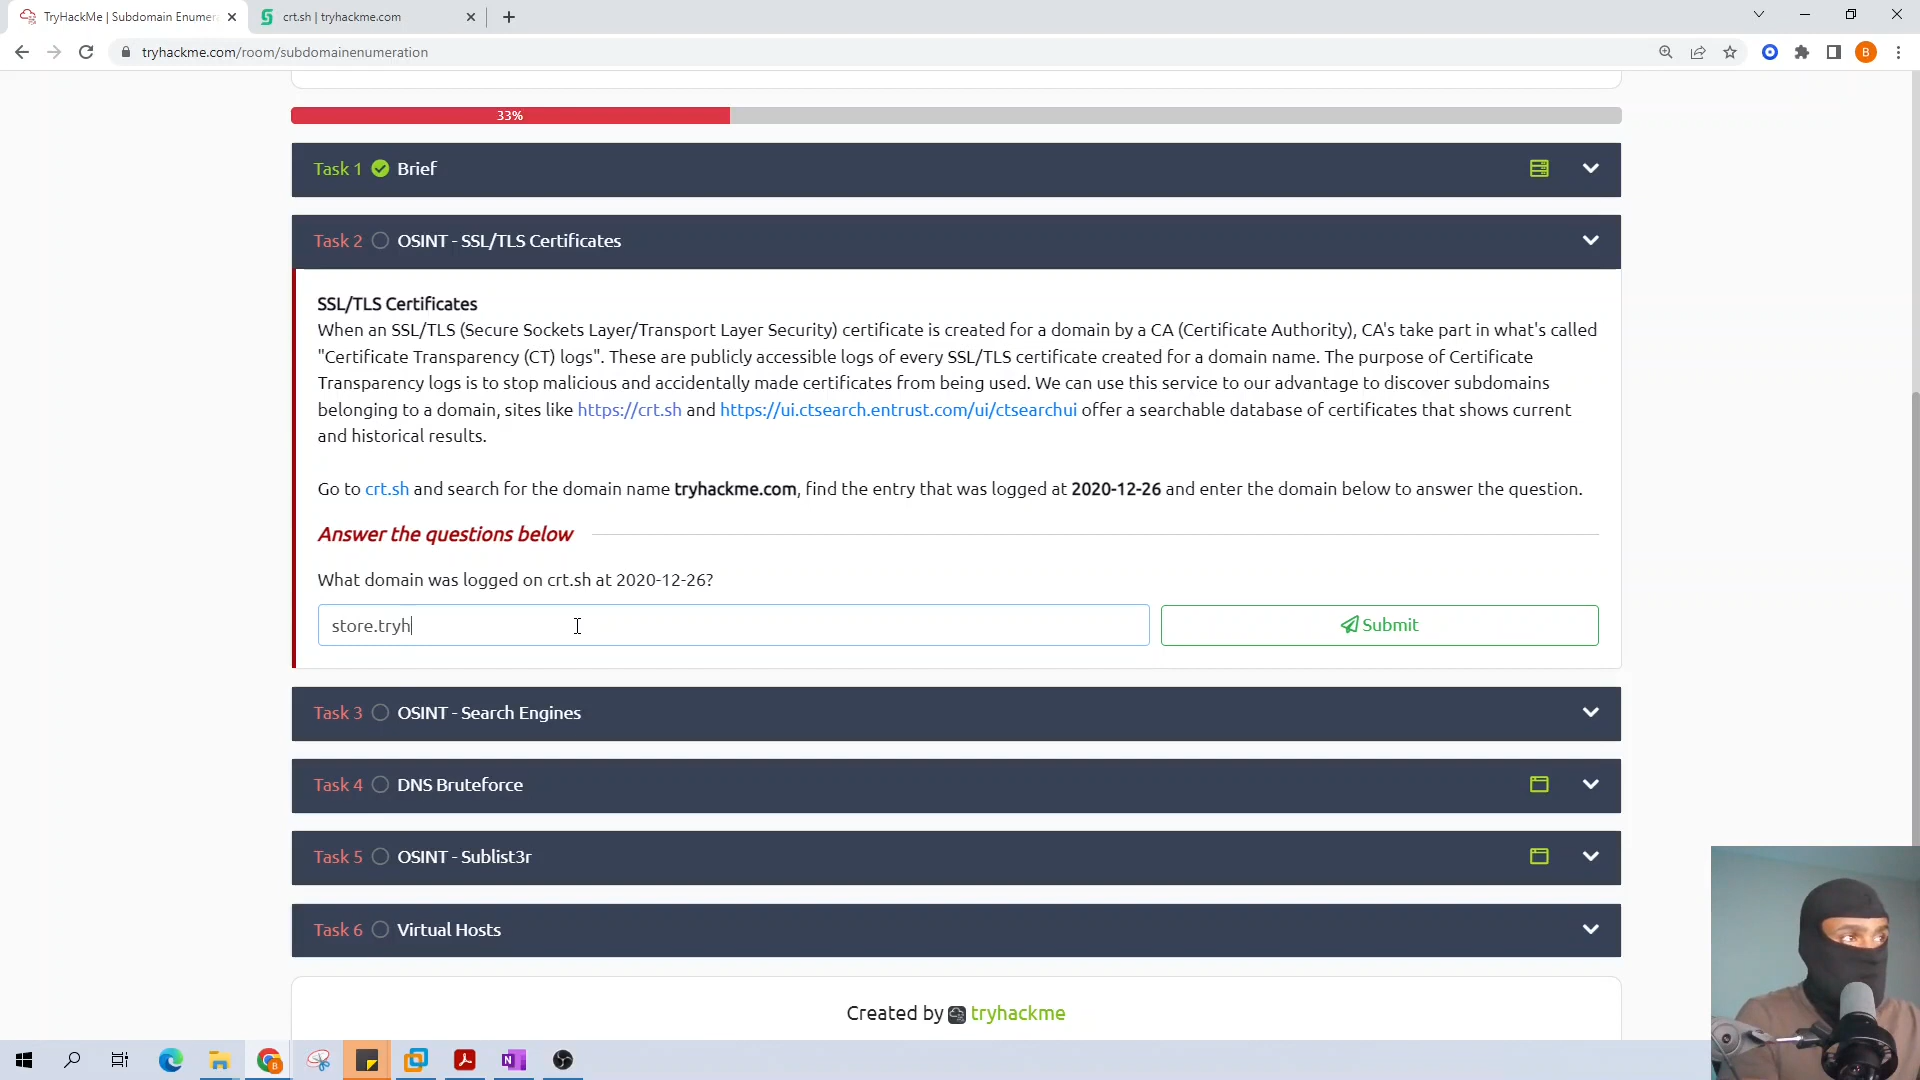 TryHackMe | Subdomain Enumera
crt.sh | tryhackme.com
tryhackme.com/room/subdomainenumeration
B
33%
Task 1 Brief
Task 2 OSINT - SSL/TLS Certificates
SSL/TLS Certificates
When an SSL/TLS (Secure Sockets Layer/Transport Layer Security) certificate is created for a domain by a CA (Certificate Authority), CA's take part in what's called
"Certificate Transparency (CT) logs". These are publicly accessible logs of every SSL/TLS certificate created for a domain name. The purpose of Certificate
Transparency logs is to stop malicious and accidentally made certificates from being used. We can use this service to our advantage to discover subdomains
belonging to a domain, sites like https://crt.sh and https://ui.ctsearch.entrust.com/ui/ctsearchui offer a searchable database of certificates that shows current
and historical results.
Go to crt.sh and search for the domain name tryhackme.com, find the entry that was logged at 2020-12-26 and enter the domain below to answer the question.
Answer the questions below
What domain was logged on crt.sh at 2020-12-26?
store.tryh
Submit
Task 3 OSINT - Search Engines
Task 4 DNS Bruteforce
Task 5 OSINT - Sublist3r
Task 6 Virtual Hosts
Created by tryhackme